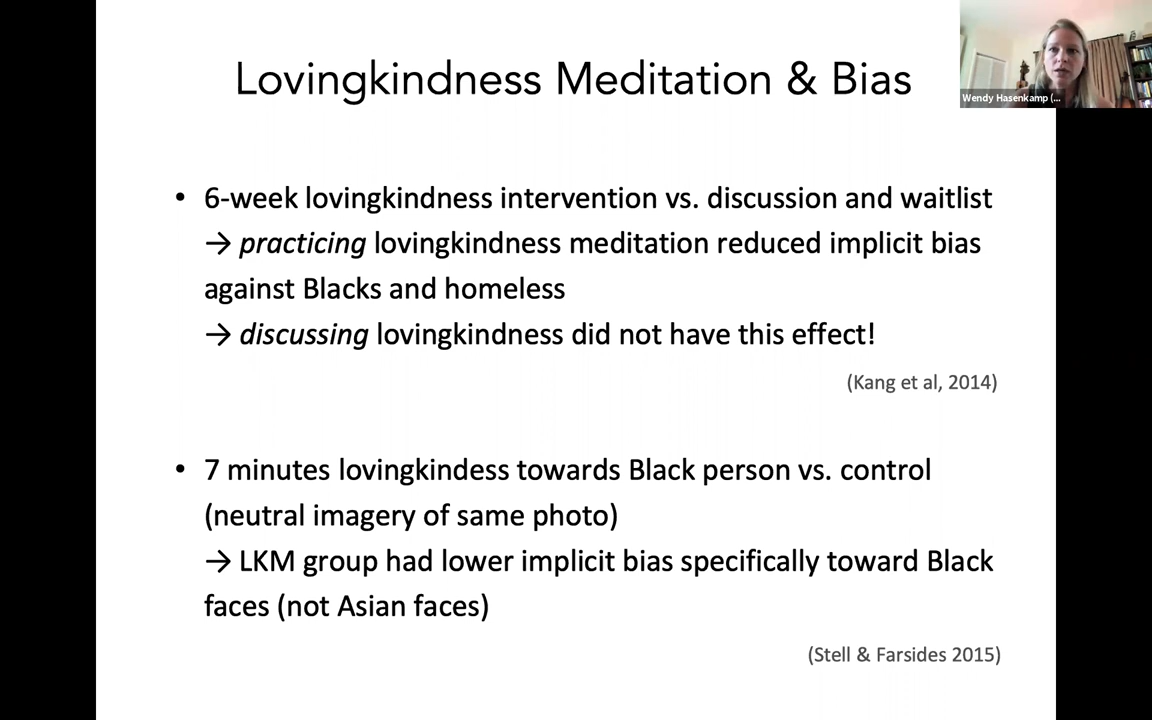 Lovingkindness Meditation & Bias
Wendy Hasenkamp (...
• 6-week lovingkindness intervention vs. discussion and waitlist
→ practicing lovingkindness meditation reduced implicit bias
against Blacks and homeless
→ discussing lovingkindness did not have this effect!
(Kang et al, 2014)
• 7 minutes lovingkindess towards Black person vs. control
(neutral imagery of same photo)
→ LKM group had lower implicit bias specifically toward Black
faces (not Asian faces)
(Stell & Farsides 2015)